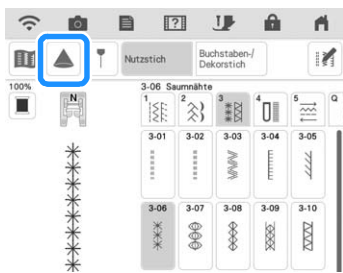 Nutzstich
Buchstaben-/
Dekorstich
100%
N
3-06 Saumnähte
1 2 3 4 5 Q
3-01 3-02 3-03 3-04 3-05
3-06 3-07 3-08 3-09 3-10